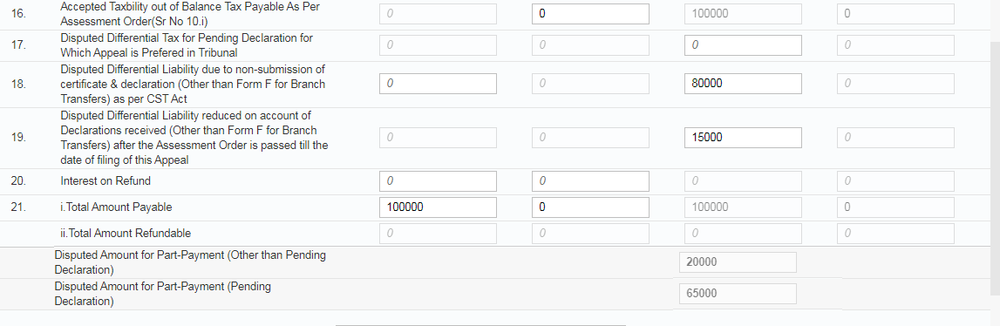 Accepted Taxbility out of Balance Tax Payable As Per
16. 0 0 100000 0
Assessment Order(Sr No 10.i)
Disputed Differential Tax for Pending Declaration for
17. 0 0 0 0
Which Appeal is Prefered in Tribunal
Disputed Differential Liability due to non-submission of
18. certificate & declaration (Other than Form F for Branch 0 0 80000 0
Transfers) as per CST Act
Disputed Differential Liability reduced on account of
Declarations received (Other than Form F for Branch
19. 0 0 15000 0
Transfers) after the Assessment Order is passed till the
date of filing of this Appeal
20. Interest on Refund 0 0 0 0
21. i.Total Amount Payable 100000 0 100000 0
ii.Total Amount Refundable 0 0 0 0
Disputed Amount for Part-Payment (Other than Pending
20000
Declaration)
Disputed Amount for Part-Payment (Pending
65000
Declaration)